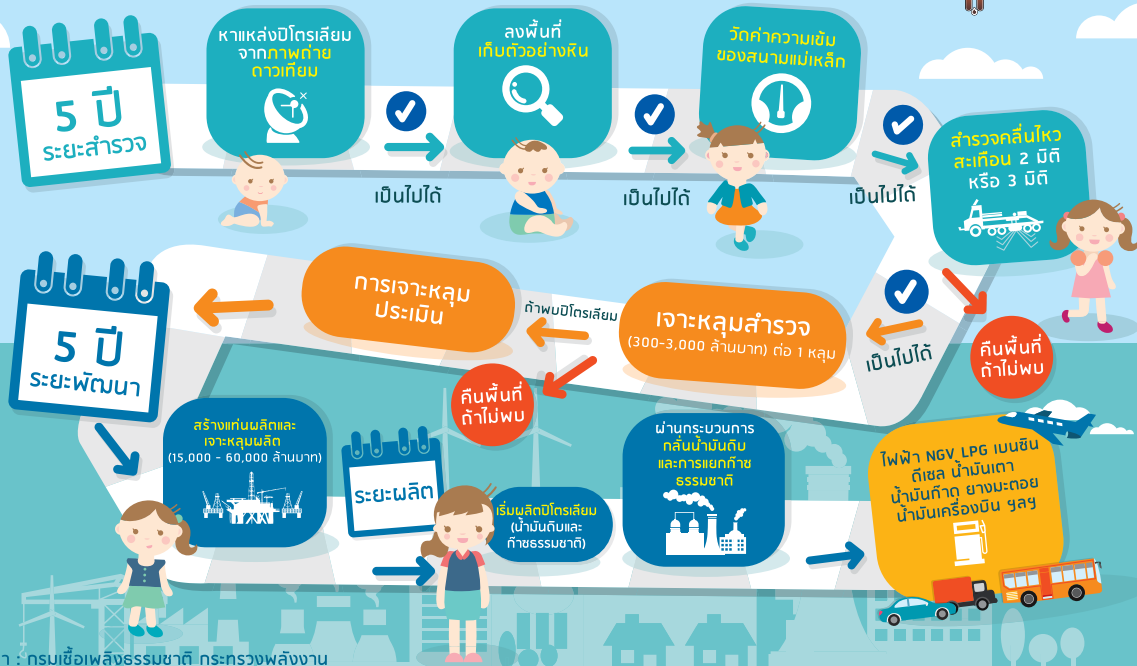 5 ปี
ระยะสำรวจ
หาแหล่งปิโตรเลียม
จากภาพถ่าย
ดาวเทียม
เป็นไปได้
ลงพื้นที่
เก็บตัวอย่างหิน
เป็นไปได้
วัดค่าความเข้ม
ของสนามแม่เหล็ก
เป็นไปได้
สำรวจคลื่นไหว
สะเทือน 2 มิติ
หรือ 3 มิติ
คืนพื้นที่
ถ้าไม่พบ
เป็นไปได้
เจาะหลุมสำรวจ
(300-3,000 ล้านบาท) ต่อ 1 หลุม
ถ้าพบปิโตรเลียม
คืนพื้นที่
ถ้าไม่พบ
การเจาะหลุม
ประเมิน
5 ปี
ระยะพัฒนา
สร้างแท่นผลิตและ
เจาะหลุมผลิต
(15,000 - 60,000 ล้านบาท)
ระยะผลิต
เริ่มผลิตปิโตรเลียม
(น้ำมันดิบและ
ก๊าซธรรมชาติ)
ผ่านกระบวนการ
กลั่นน้ำมันดิบ
และการแยกก๊าซ
ธรรมชาติ
ไฟฟ้า NGV LPG เบนซิน
ดีเซล น้ำมันเตา
น้ำมันก๊าด ยางมะตอย
น้ำมันเครื่องบิน ฯลฯ
า : กรมเชื้อเพลิงธรรมชาติ กระทรวงพลังงาน